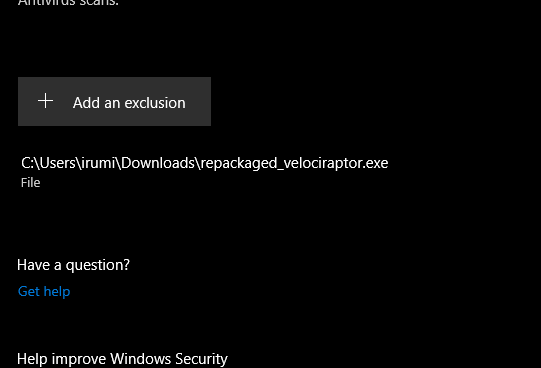 Antivirus scans.
Add an exclusion
C:\Users\irumi\Downloads\repackaged_velociraptor.exe
File
Have a question?
Get help
Help improve Windows Security